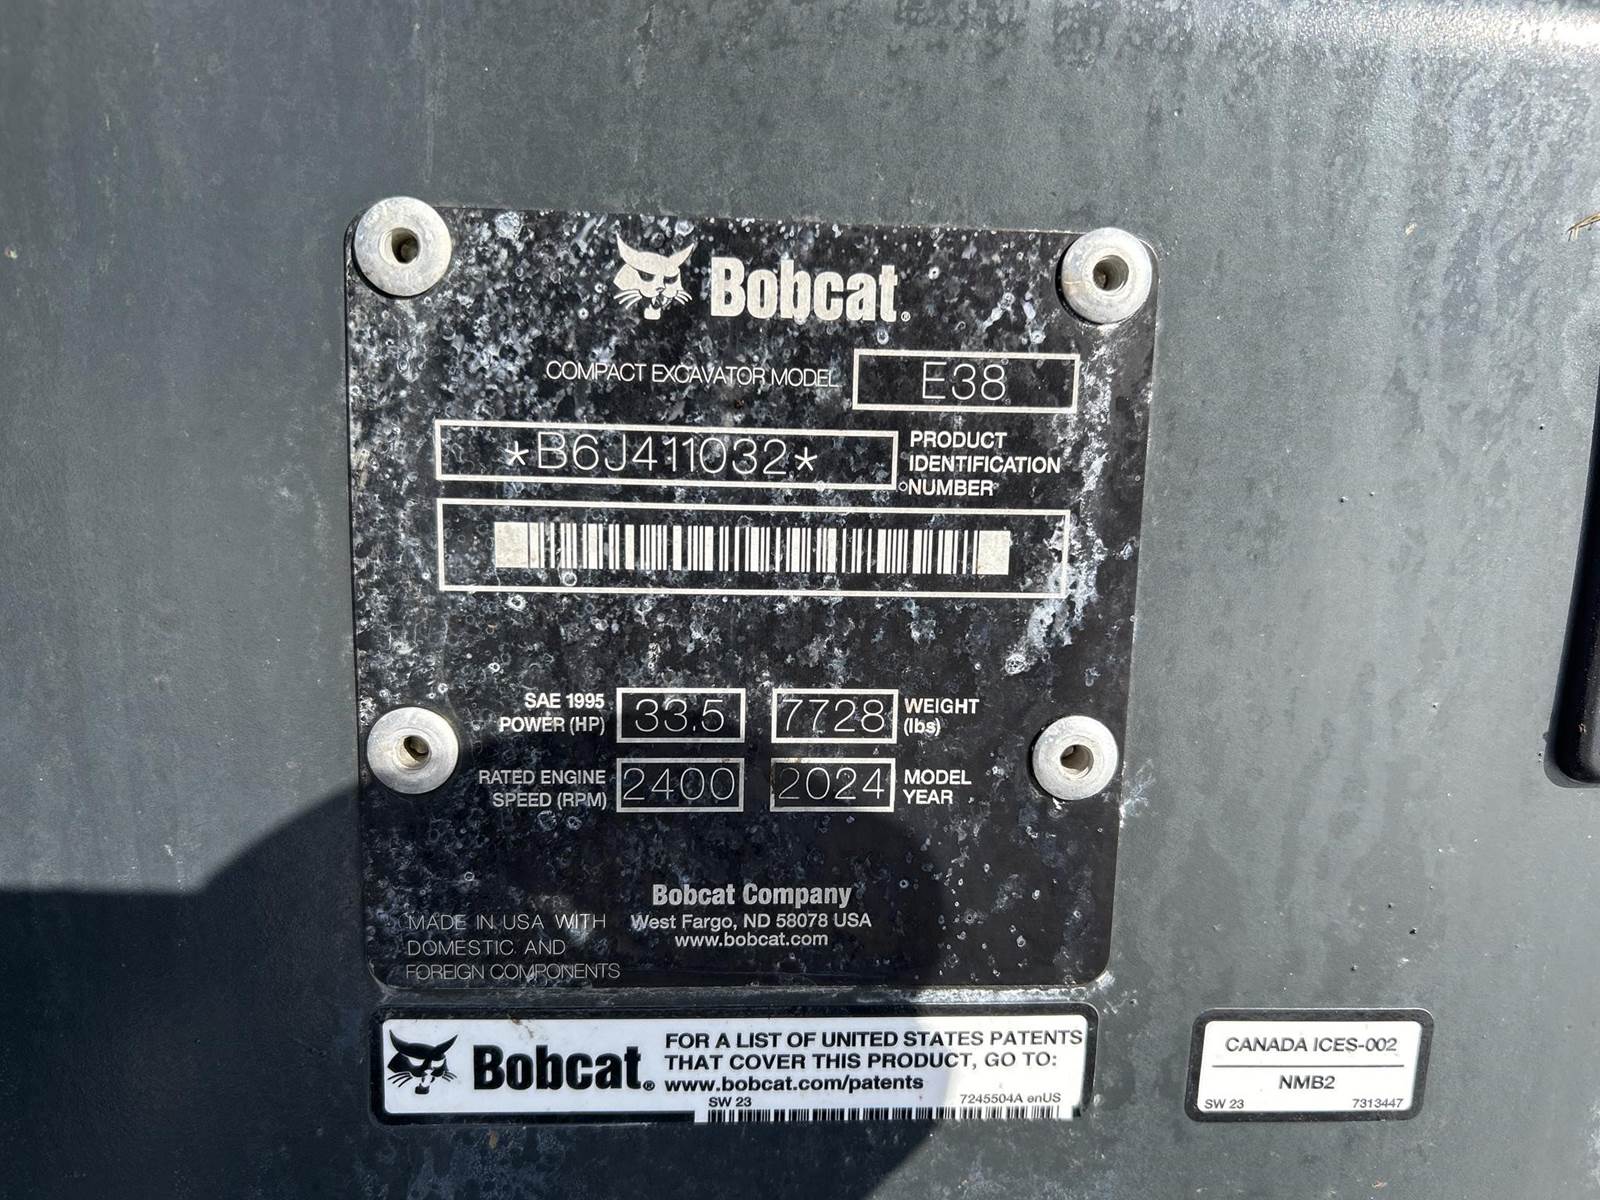 Bobcat®
COMPACT EXCAVATOR MODEL E38
*B6J411032* PRODUCT
IDENTIFICATION
NUMBER
SAE 1995
POWER (HP) 33.5 7728 WEIGHT
(lbs)
RATED ENGINE
SPEED (RPM) 2400 2024 MODEL
YEAR
Bobcat Company
West Fargo, ND 58078 USA
www.bobcat.com
MADE IN USA WITH
DOMESTIC AND
FOREIGN COMPONENTS
Bobcat®
FOR A LIST OF UNITED STATES PATENTS
THAT COVER THIS PRODUCT, GO TO:
www.bobcat.com/patents
SW 23 7245504A enUS
CANADA ICES-002
NMB2
SW 23 7313447